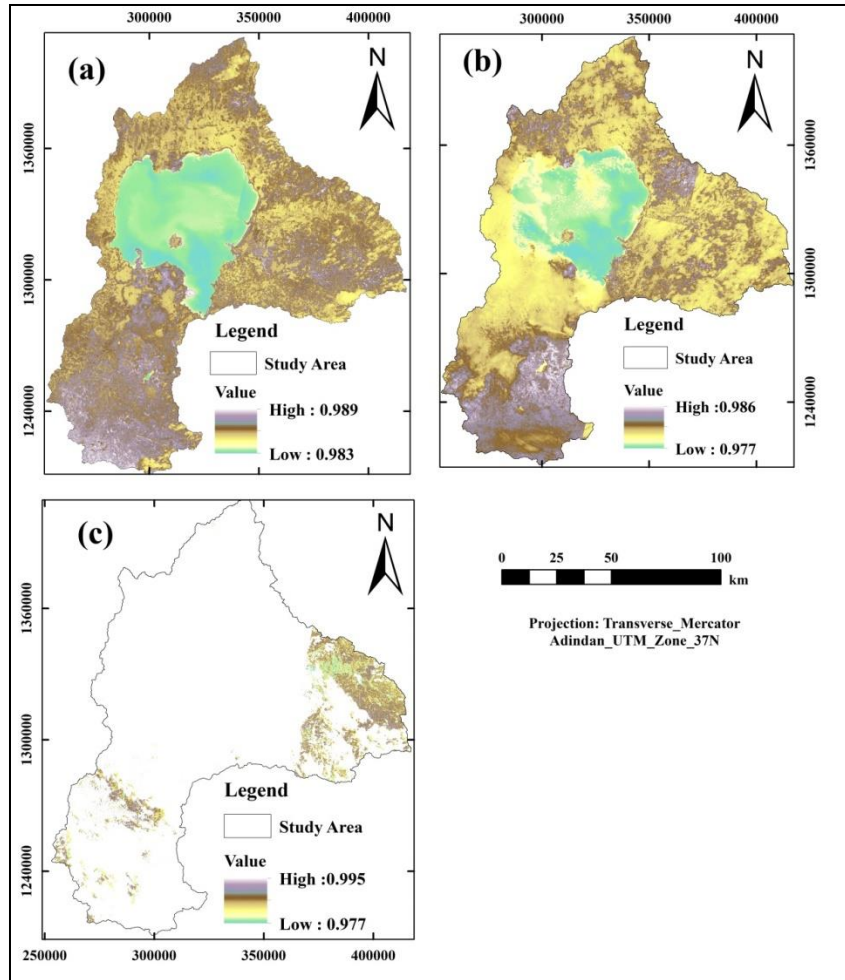 300000 350000 400000
300000 350000 400000
(a)
N
(b)
N
1360000
1360000
1300000
1300000
1240000
1240000
Legend
Study Area
Value
High : 0.989
Low : 0.983
Legend
Study Area
Value
High :0.986
Low : 0.977
300000 350000 400000
(c)
N
0 25 50 100
km
Projection: Transverse_Mercator
Adindan_UTM_Zone_37N
1360000
1300000
1240000
Legend
Study Area
Value
High :0.995
Low : 0.977
250000 300000 350000 400000